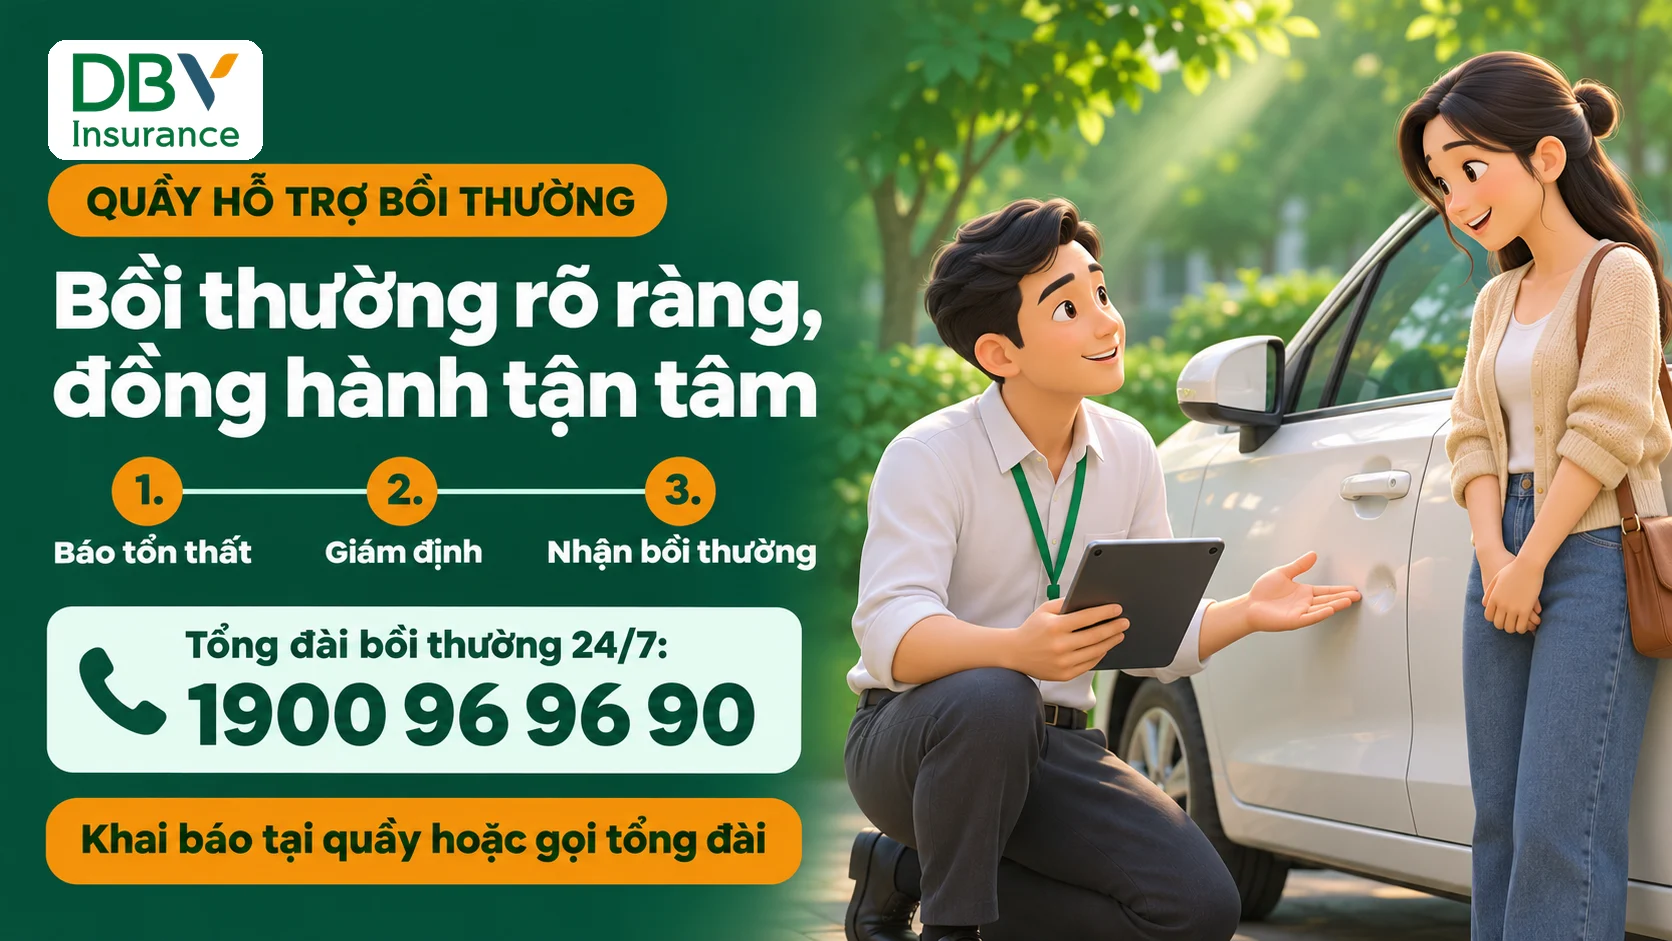 DBV
Insurance
QUẦY HỖ TRỢ BỒI THƯỜNG
Bồi thường rõ ràng,
đồng hành tận tâm
1. 2. 3.
Báo tổn thất Giám định Nhận bồi thường
Tổng đài bồi thường 24/7:
1900 96 96 90
Khai báo tại quầy hoặc gọi tổng đài